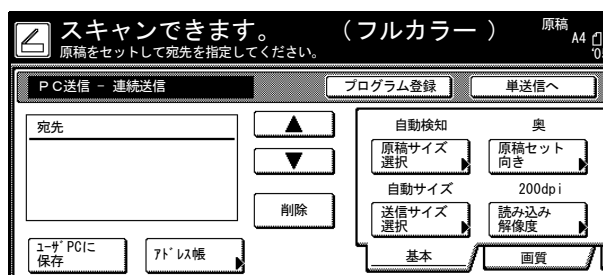 スキャンできます。 （フルカラー ）
原稿をセットして宛先を指定してください。
原稿
A4
PC送信 - 連続送信
プログラム登録
単送信へ
宛先
削除
ユーザPCに
保存
アドレス帳
自動検知
奥
原稿サイズ
選択
原稿セット
向き
自動サイズ
200dpi
送信サイズ
選択
読み込み
解像度
基本
画質